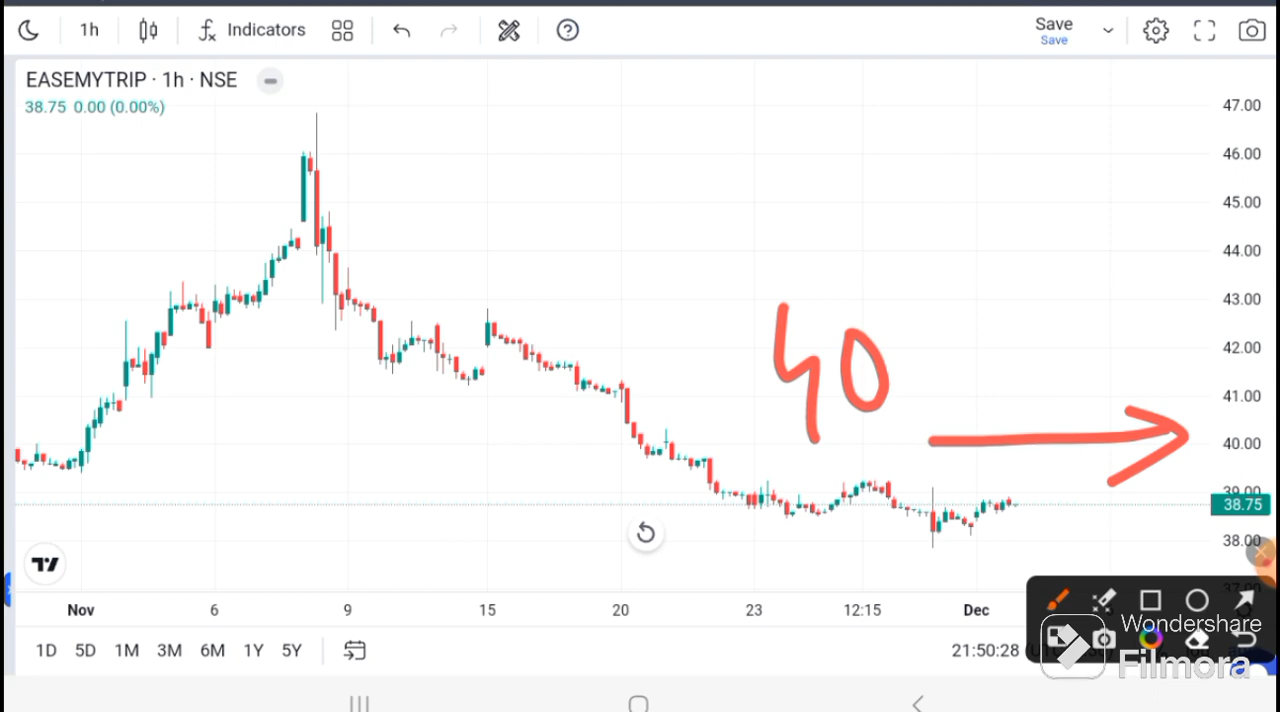 1h Indicators Save
Save
EASEMYTRIP · 1h · NSE
38.75 0.00 (0.00%)
47.00
46.00
45.00
44.00
43.00
42.00
41.00
40
40.00
39.00
38.75
38.00
37.00
Nov 6 9 15 20 23 12:15 Dec
1D 5D 1M 3M 6M 1Y 5Y 21:50:28
Wondershare
Filmora